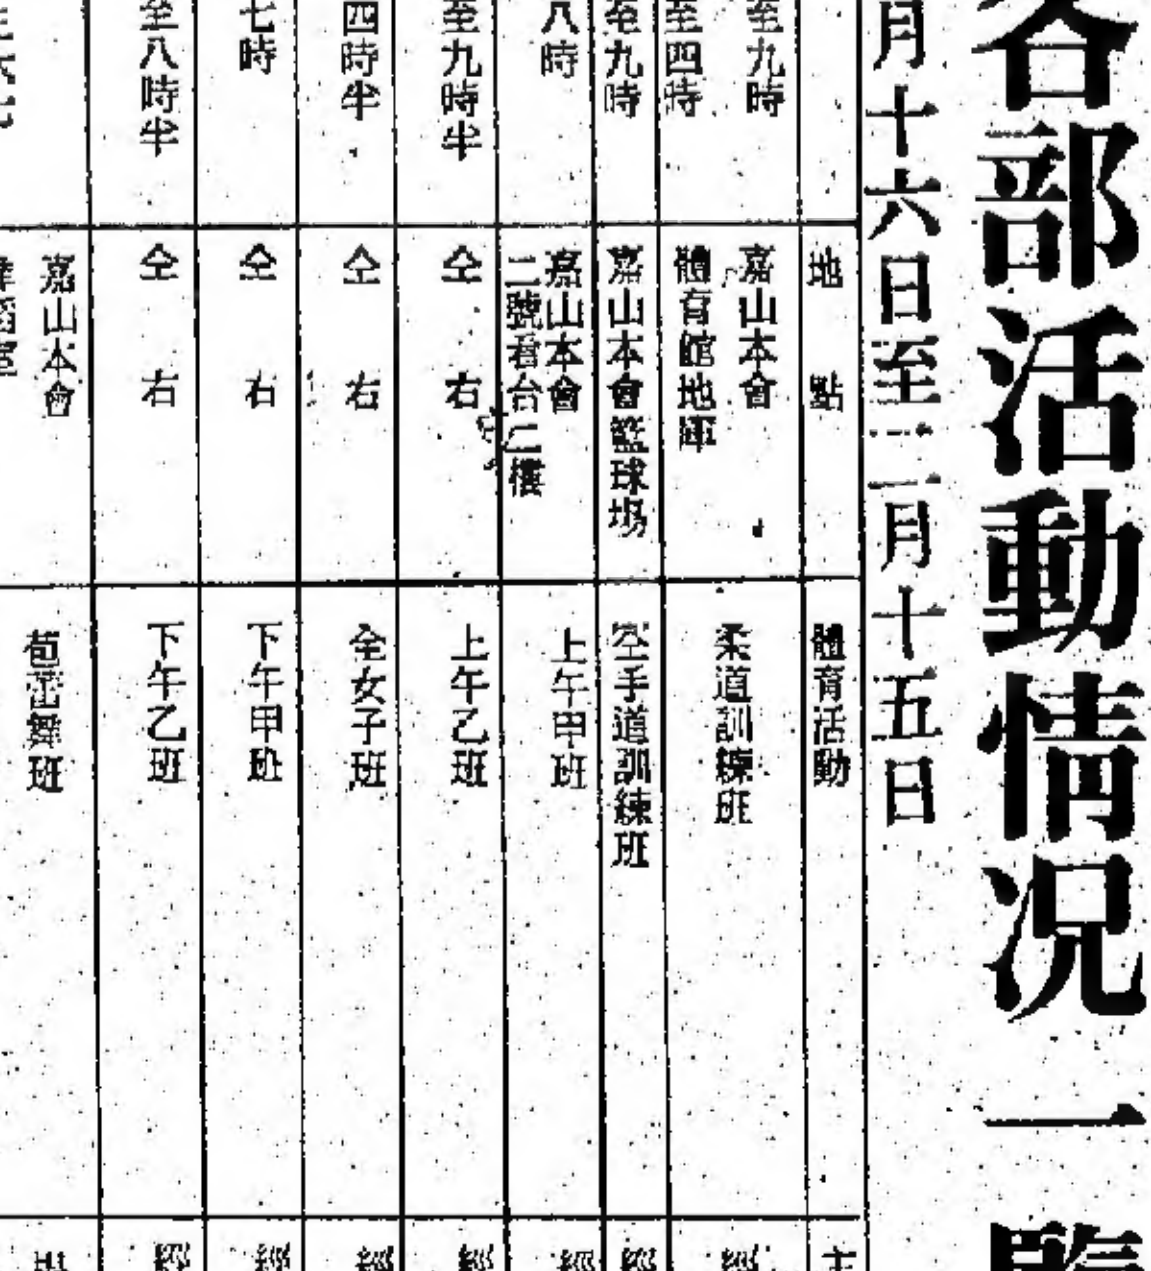 各部活動情況一覽
月十六日至二月十五日
地點
體育活動
至九時
至四時
嘉山本會
體育館地庫
柔道訓練班
至九時
嘉山本會籃球場
空手道訓練班
八時
嘉山本會
二號看台二樓
上午甲班
至九時半
仝右
上午乙班
四時半
仝右
全女子班
七時
仝右
下午甲班
至八時半
仝右
下午乙班
嘉山本會
舞蹈室
苞蕾舞班